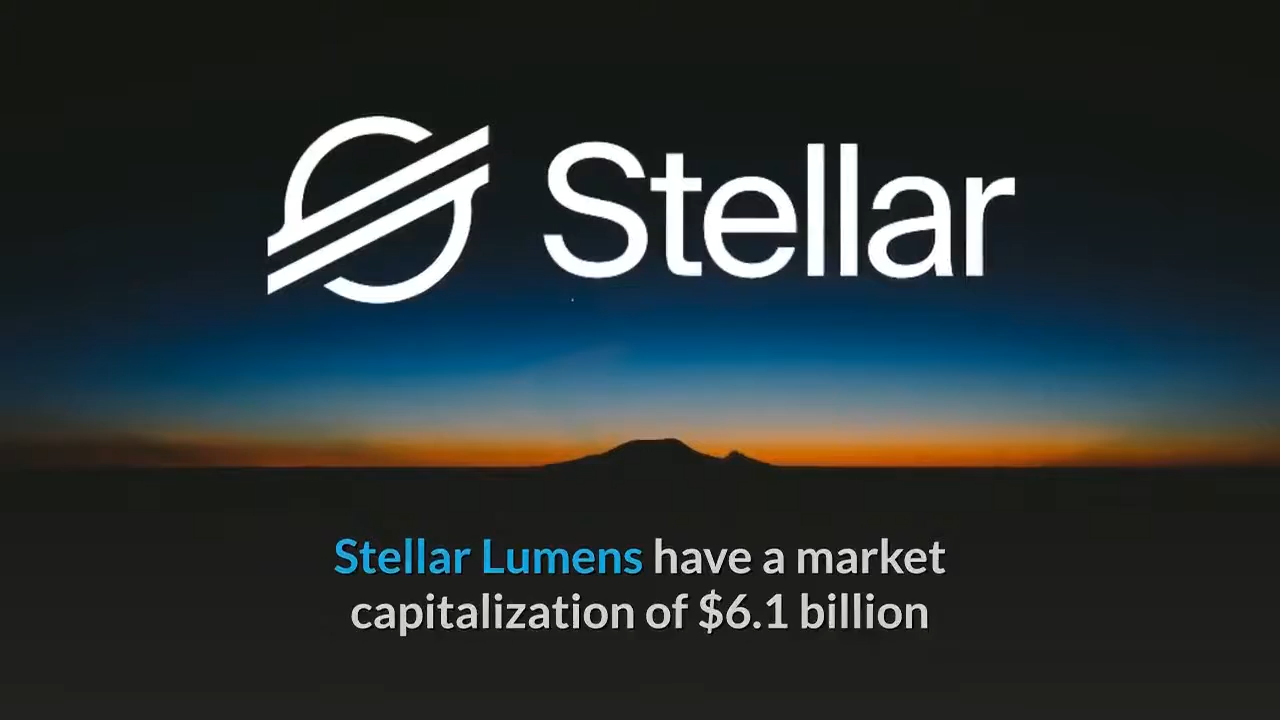 Stellar
Stellar Lumens have a market
capitalization of $6.1 billion